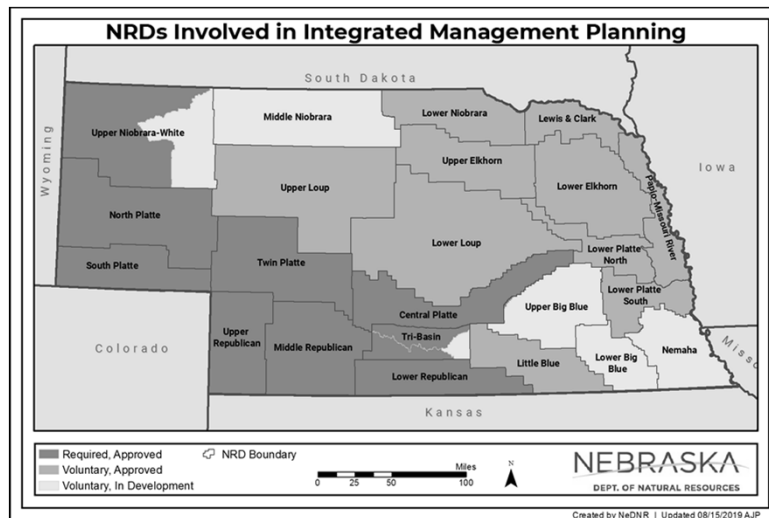 NRDs Involved in Integrated Management Planning
South Dakota
Wyoming
Iowa
Colorado
Kansas
Misso
Upper Niobrara-White
Middle Niobrara
Lower Niobrara
Lewis & Clark
Upper Elkhorn
Lower Elkhorn
Papio-Missouri River
Upper Loup
North Platte
Lower Loup
Lower Platte
North
South Platte
Twin Platte
Lower Platte
South
Central Platte
Upper Big Blue
Upper
Republican
Middle Republican
Tri-Basin
Nemaha
Lower Republican
Little Blue
Lower Big
Blue
Required, Approved
Voluntary, Approved
Voluntary, In Development
NRD Boundary
Miles
0 25 50 100
N
NEBRASKA
DEPT. OF NATURAL RESOURCES
Created by NeDNR | Updated 08/15/2019 AJP